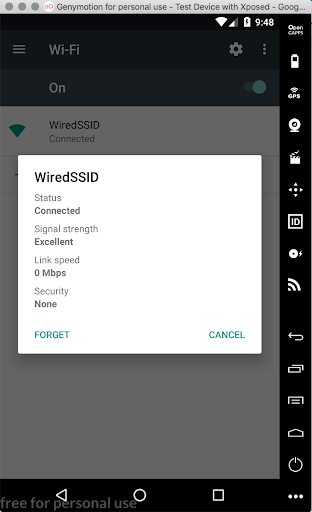 Genymotion for personal use - Test Device with Xposed - Goog...
9:48
Open
GAPPS
Wi-Fi
On
GPS
WiredSSID
Connected
WiredSSID
Status
Connected
Signal strength
Excellent
Link speed
0 Mbps
Security
None
FORGET
CANCEL
ID
free for personal use